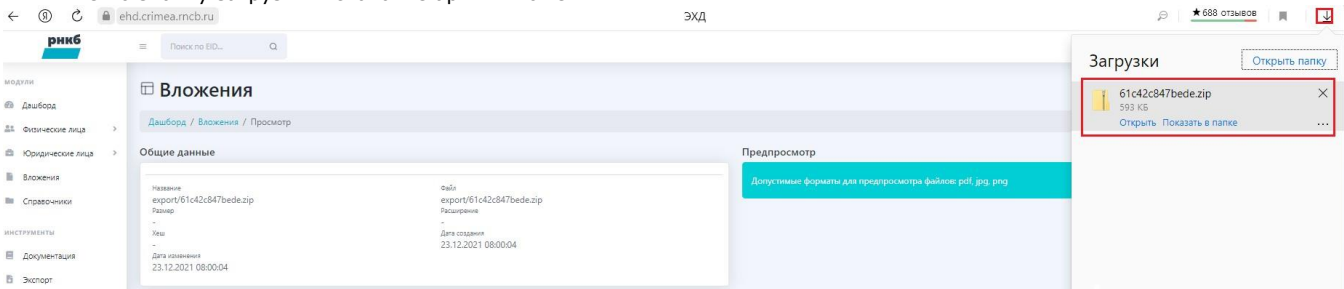 ehd.crimea.rncb.ru
ЭХД
★ 688 отзывов
рнкб
Поиск по EID...
Загрузки
Открыть папку
61c42c847bede.zip
593 КБ
Открыть Показать в папке
МОДУЛИ
Дашборд
Физические лица
Юридические лица
Вложения
Справочники
ИНСТРУМЕНТЫ
Документация
Экспорт
Вложения
Дашборд / Вложения / Просмотр
Общие данные
Название
export/61c42c847bede.zip
Размер
-
Хеш
-
Дата изменения
23.12.2021 08:00:04
Файл
export/61c42c847bede.zip
Расширение
-
Дата создания
23.12.2021 08:00:04
Предпросмотр
Допустимые форматы для предпросмотра файлов: pdf, jpg, png